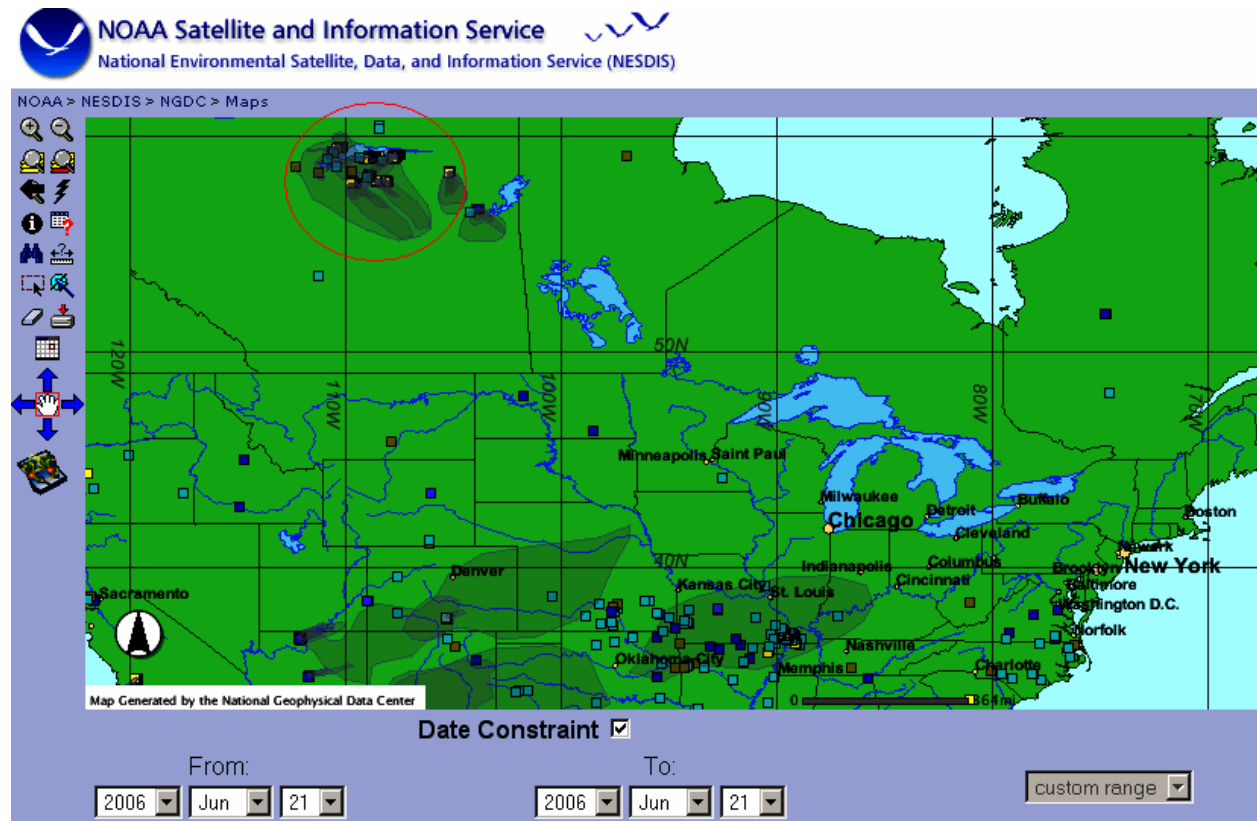 NOAA Satellite and Information Service
National Environmental Satellite, Data, and Information Service (NESDIS)
NOAA > NESDIS > NGDC > Maps
50N
120W
110W
100W
90W
80W
70W
Minneapolis Saint Paul
Milwaukee
Chicago
Detroit
Buffalo
Boston
Cleveland
40N
Newark
Denver
Indianapolis
Columbus
Brooklyn
New York
Kansas City
St. Louis
Cincinnati
Baltimore
Sacramento
Washington D.C.
Norfolk
Nashville
Oklahoma City
Memphis
Charlotte
Map Generated by the National Geophysical Data Center
0
364mi
Date Constraint
From:
To:
2006 Jun 21
2006 Jun 21
custom range